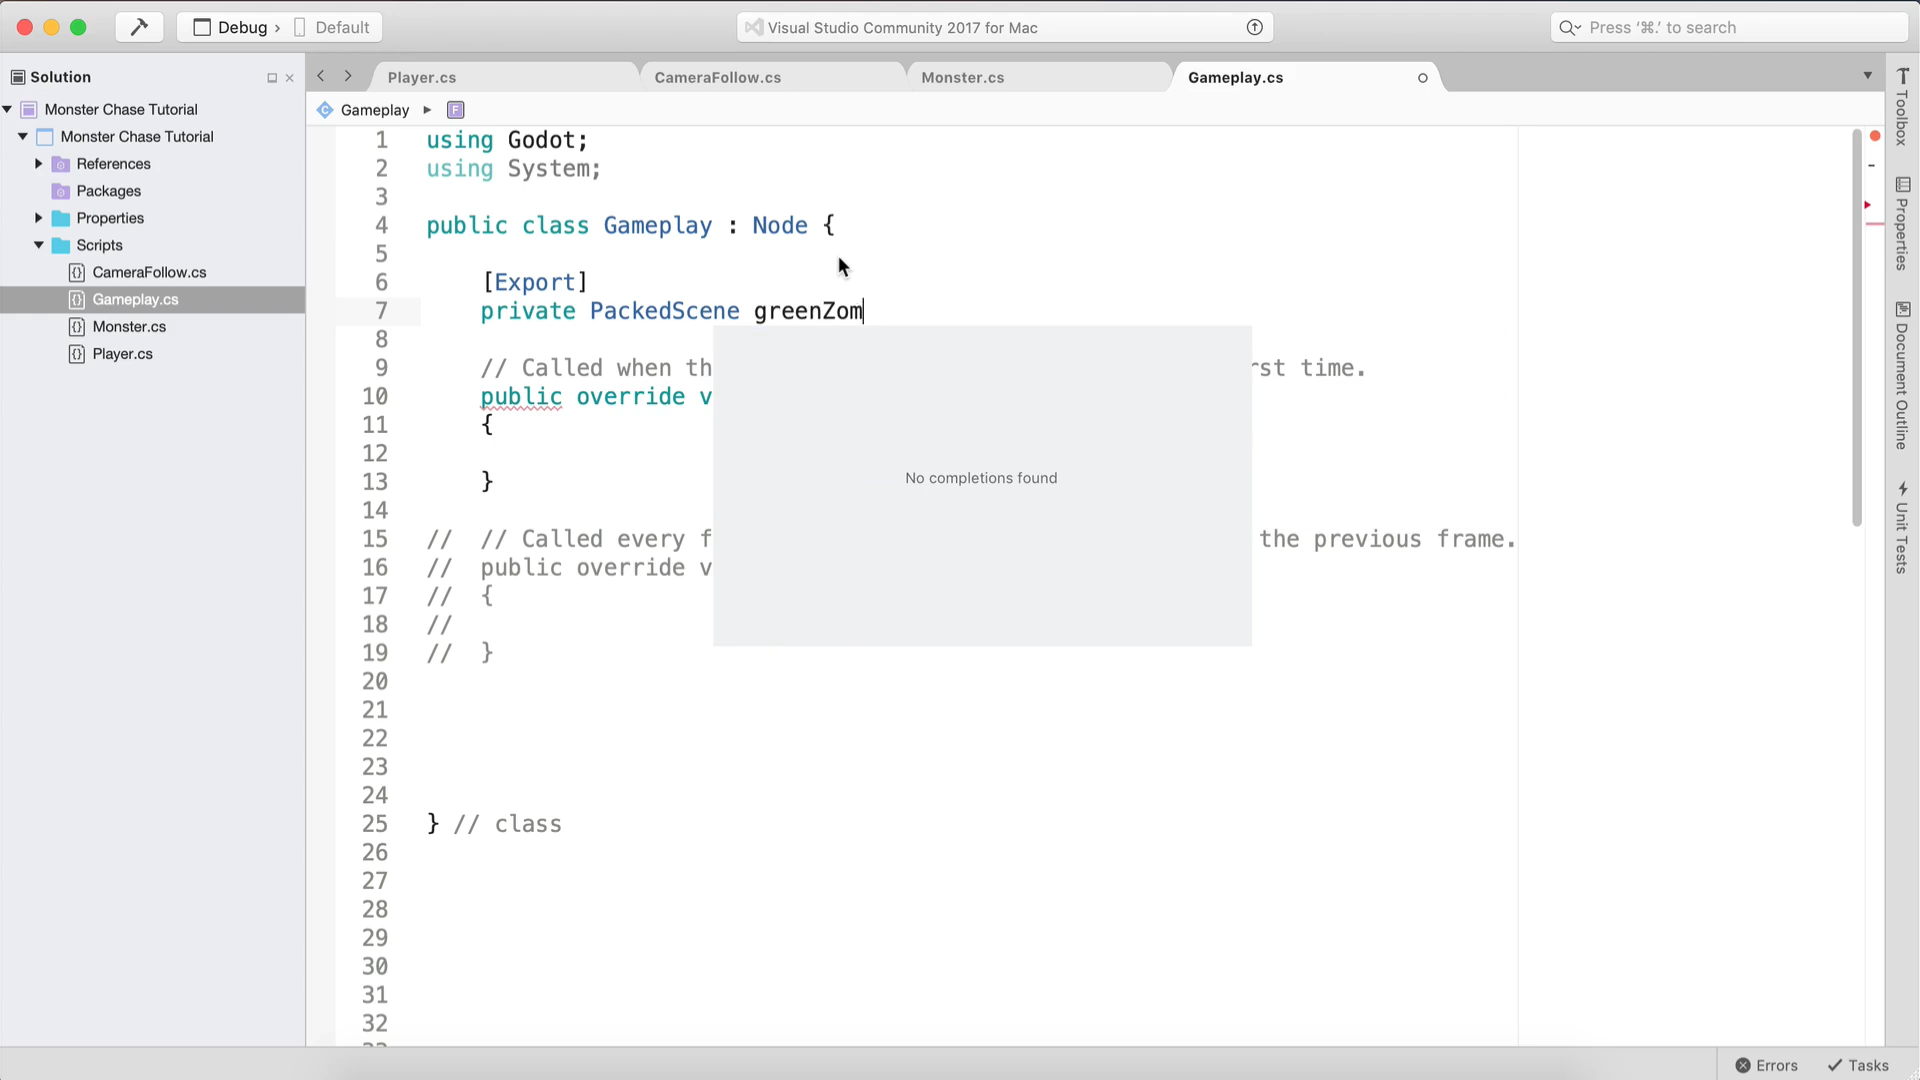 Debug › Default
Visual Studio Community 2017 for Mac
Press '⌘.' to search
Solution
Player.cs
CameraFollow.cs
Monster.cs
Gameplay.cs
Monster Chase Tutorial
Monster Chase Tutorial
References
Packages
Properties
Scripts
CameraFollow.cs
Gameplay.cs
Monster.cs
Player.cs
Gameplay
F
1 using Godot;
2 using System;
3
4 public class Gameplay : Node {
5
6 [Export]
7 private PackedScene greenZom
8
9 // Called when th rst time.
10 public override v
11 {
12
13 }
14
15 // // Called every f the previous frame.
16 // public override v
17 // {
18 //
19 // }
20
21
22
23
24
25 } // class
26
27
28
29
30
31
32
No completions found
Toolbox
Properties
Document Outline
Unit Tests
Errors
Tasks